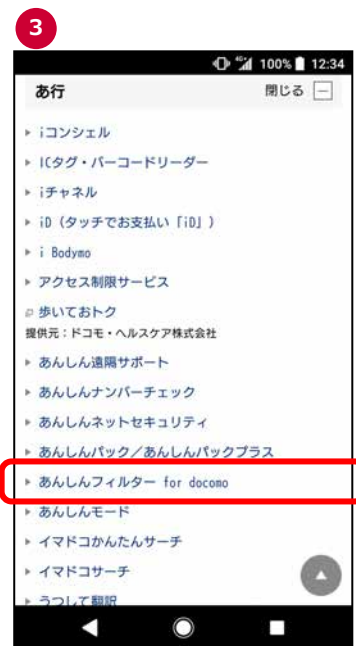 3
4G 100% 12:34
あ行 閉じる
iコンシェル
ICタグ・バーコードリーダー
iチャネル
iD（タッチでお支払い「iD」）
i Bodymo
アクセス制限サービス
歩いておトク
提供元：ドコモ・ヘルスケア株式会社
あんしん遠隔サポート
あんしんナンバーチェック
あんしんネットセキュリティ
あんしんパック／あんしんパックプラス
あんしんフィルター for docomo
あんしんモード
イマドコかんたんサーチ
イマドコサーチ
うつして翻訳